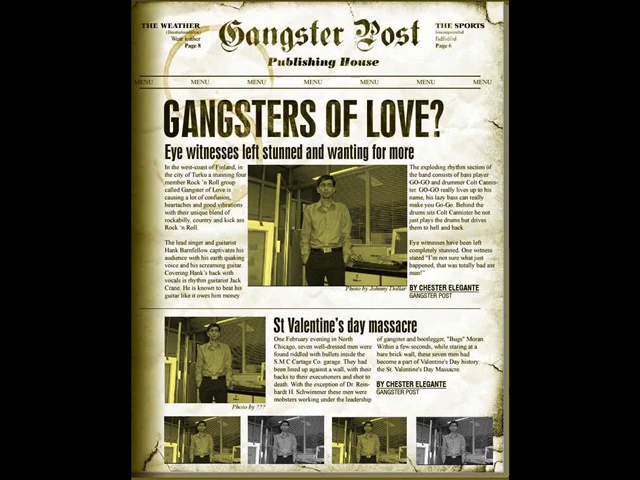 THE WEATHER
Wear leather
Page 8
Gangster Post
Publishing House
THE SPORTS
Page 6
MENU MENU MENU MENU MENU MENU MENU
GANGSTERS OF LOVE?
Eye witnesses left stunned and wanting for more
In the west-coast of Finland, in
the city of Turku a stunning four
member Rock 'n Roll group
called Gangster of Love is
causing a lot of confusion,
heartaches and good vibrations
with their unique blend of
rockabilly, country and kick ass
Rock 'n Roll.
The lead singer and guitarist
Hank Barnfellow captivates his
audience with his earth quaking
voice and his screaming guitar.
Covering Hank's back with
vocals is rhythm guitarist Jack
Crane. He is known to beat his
guitar like it owes him money.
Photo by Johnny Dollar
The exploding rhythm section of
the band consists of bass player
GO-GO and drummer Colt Cannis-
ter. GO-GO really lives up to his
name, his lazy bass can really
make you Go-Go. Behind the
drums sits Colt Cannister he not
just plays the drums but drives
them to hell and back.
Eye witnesses have been left
completely stunned. One witness
stated "I'm not sure what just
happened, that was totally bad ass
man!"
BY CHESTER ELEGANTE
GANGSTER POST
Photo by ???
St Valentine's day massacre
One February evening in North
Chicago, seven well-dressed men were
found riddled with bullets inside the
S.M.C Cartage Co. garage. They had
been lined up against a wall, with their
backs to their executioners and shot to
death. With the exception of Dr. Rein-
hardt H. Schwimmer these men were
mobsters working under the leadership
of gangster and bootlegger, "Bugs" Moran
Within a few seconds, while staring at a
bare brick wall, these seven men had
become a part of Valentine's Day history:
the St. Valentine's Day Massacre.
BY CHESTER ELEGANTE
GANGSTER POST